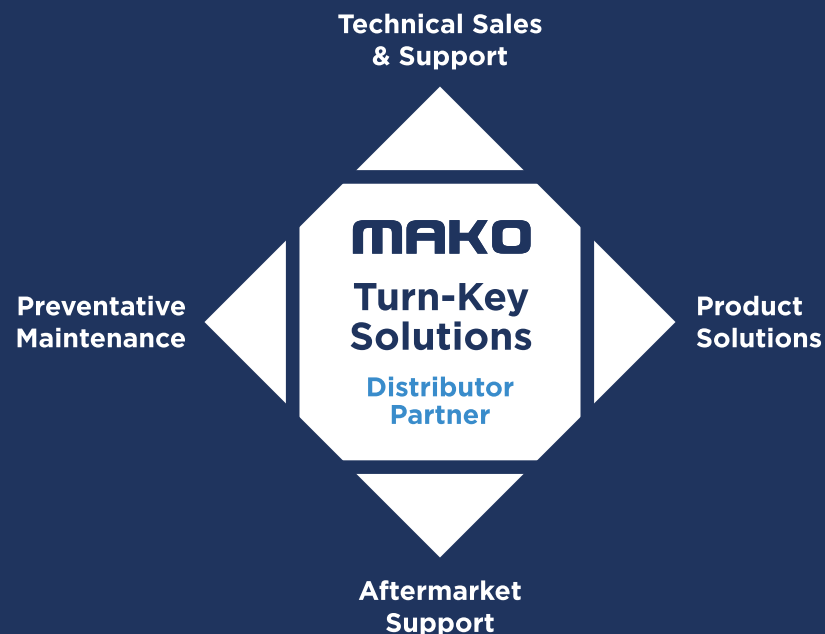 Technical Sales
& Support
MAKO
Turn-Key
Solutions
Distributor
Partner
Preventative
Maintenance
Product
Solutions
Aftermarket
Support